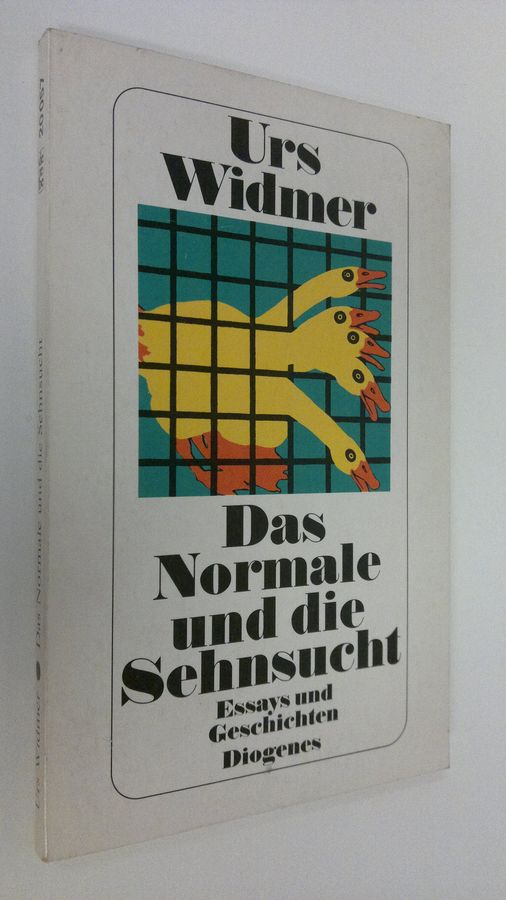 Urs
Widmer
Das
Normale
und die
Sehnsucht
Essays und
Geschichten
Diogenes
Urs Widmer ● Das Normale und die Sehnsucht